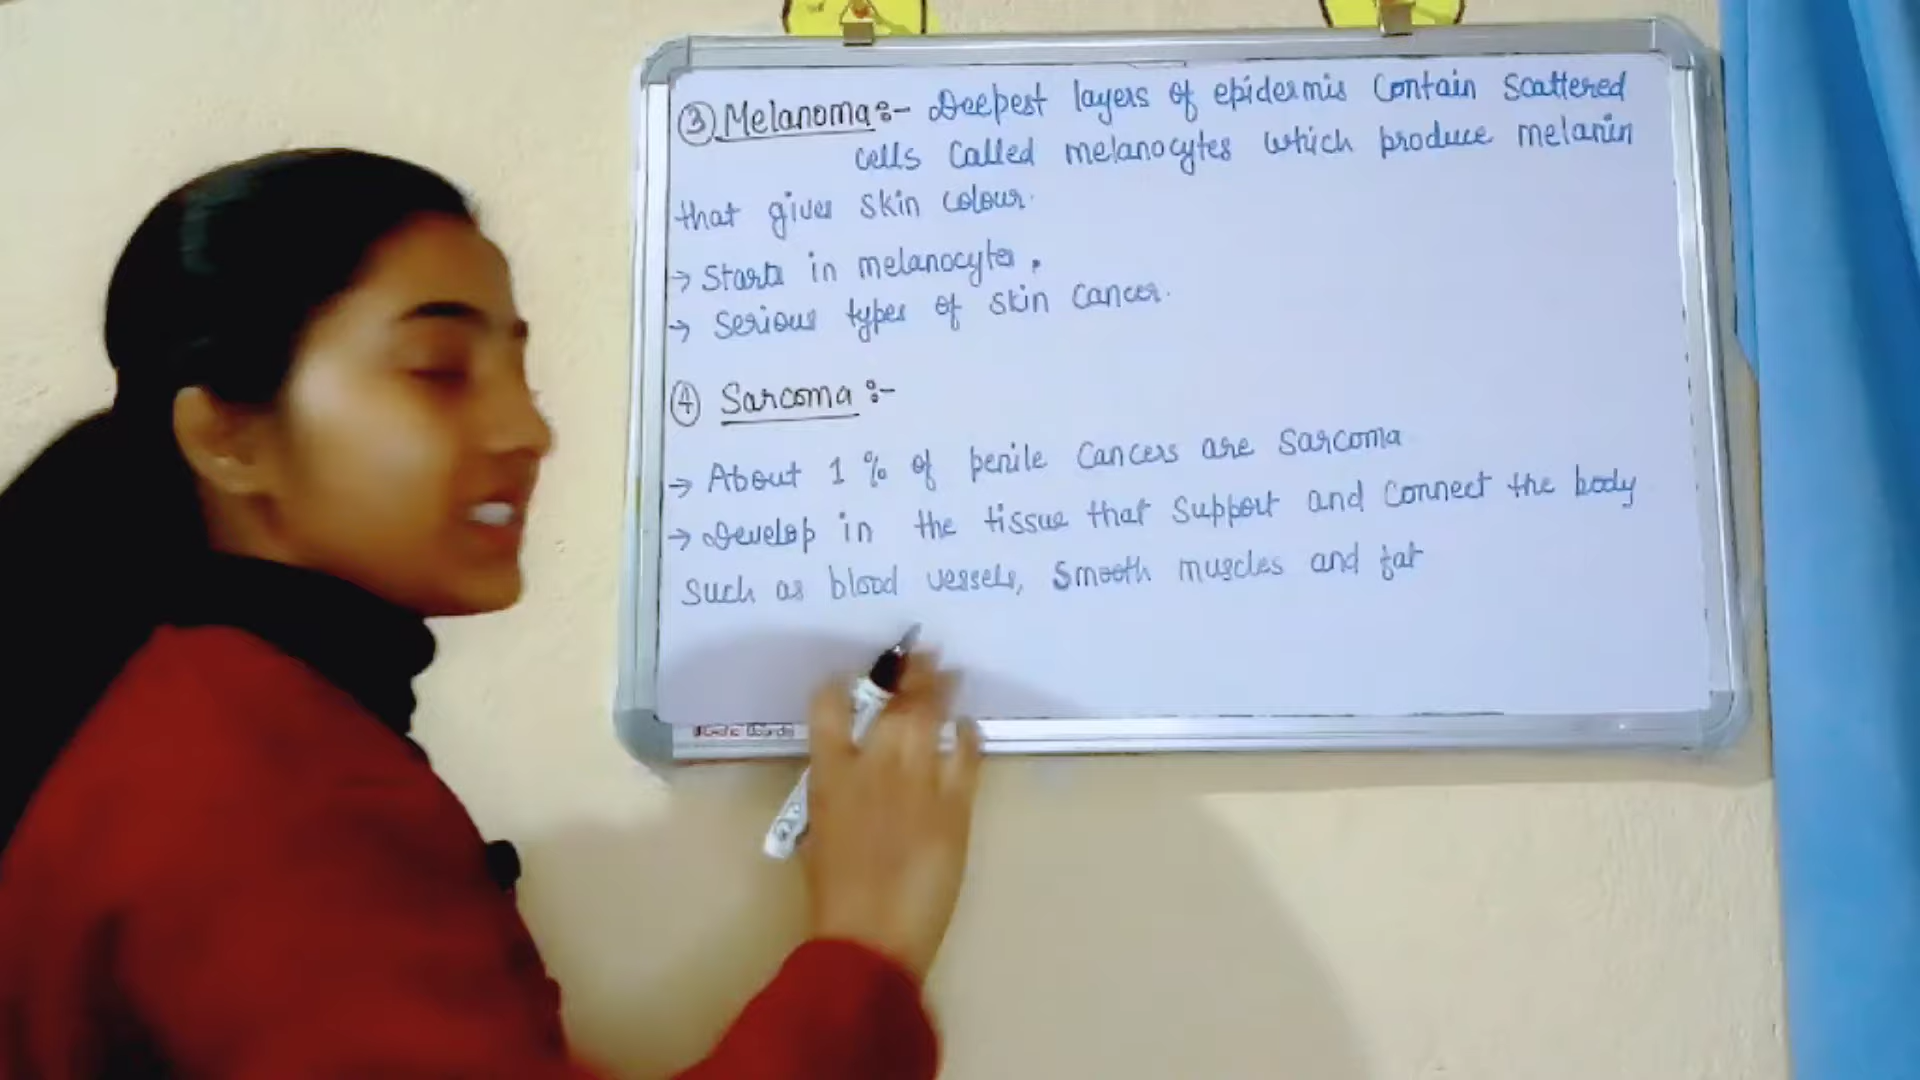 ③ Melanoma:- Deepest layers of epidermis contain scattered
cells called melanocytes which produce melanin
that gives skin colour.
→ Starts in melanocytes.
→ Serious types of skin cancer.
④ Sarcoma:-
→ About 1% of penile cancers are sarcoma
→ Develop in the tissue that support and connect the body
such as blood vessels, smooth muscles and fat